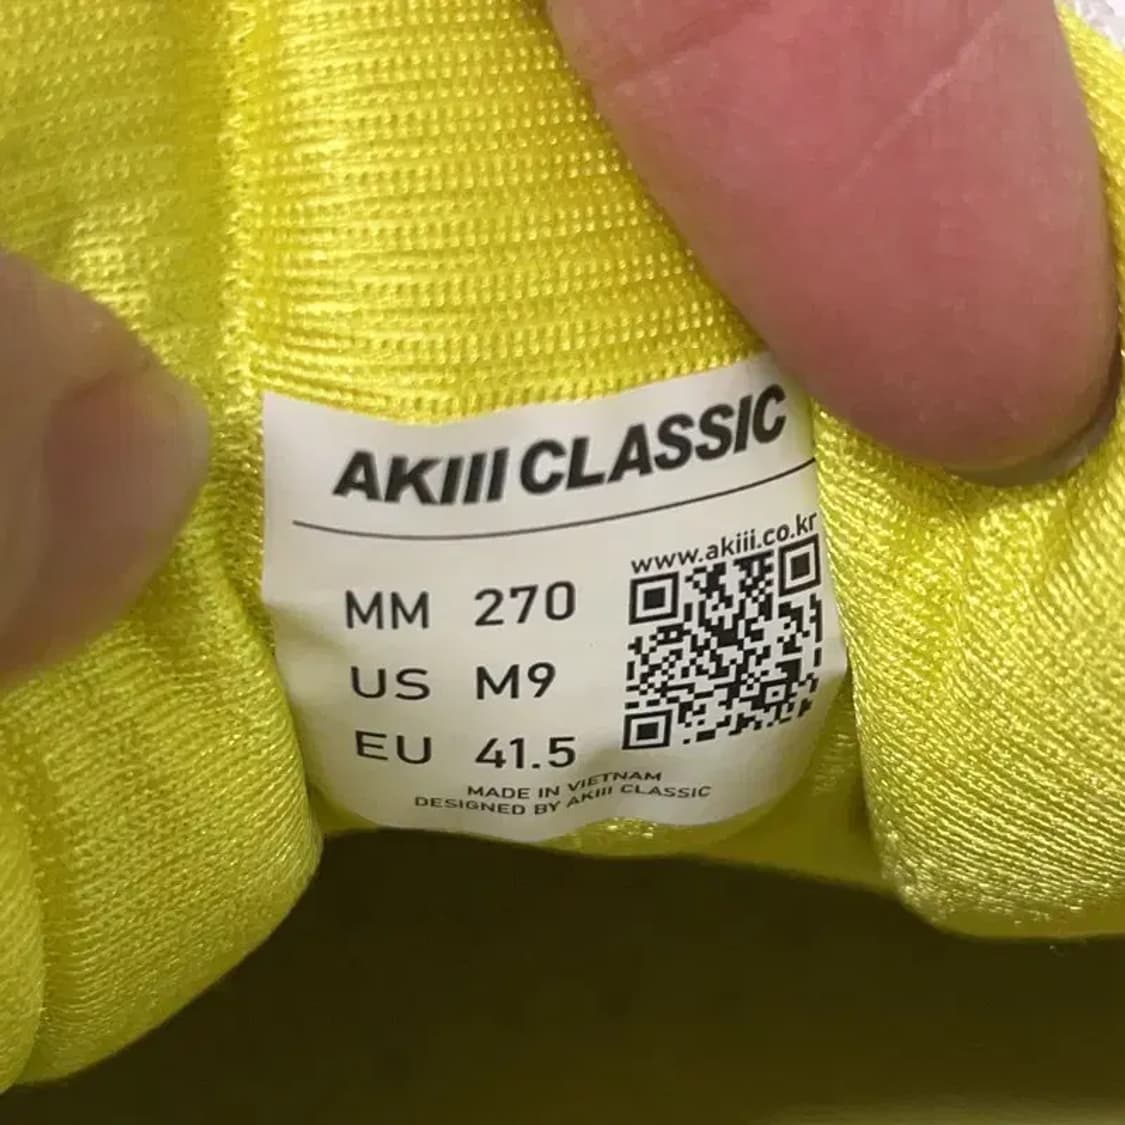 AKIII CLASSIC
www.akiii.co.kr
MM 270
US M9
EU 41.5
MADE IN VIETNAM
DESIGNED BY AKIII CLASSIC